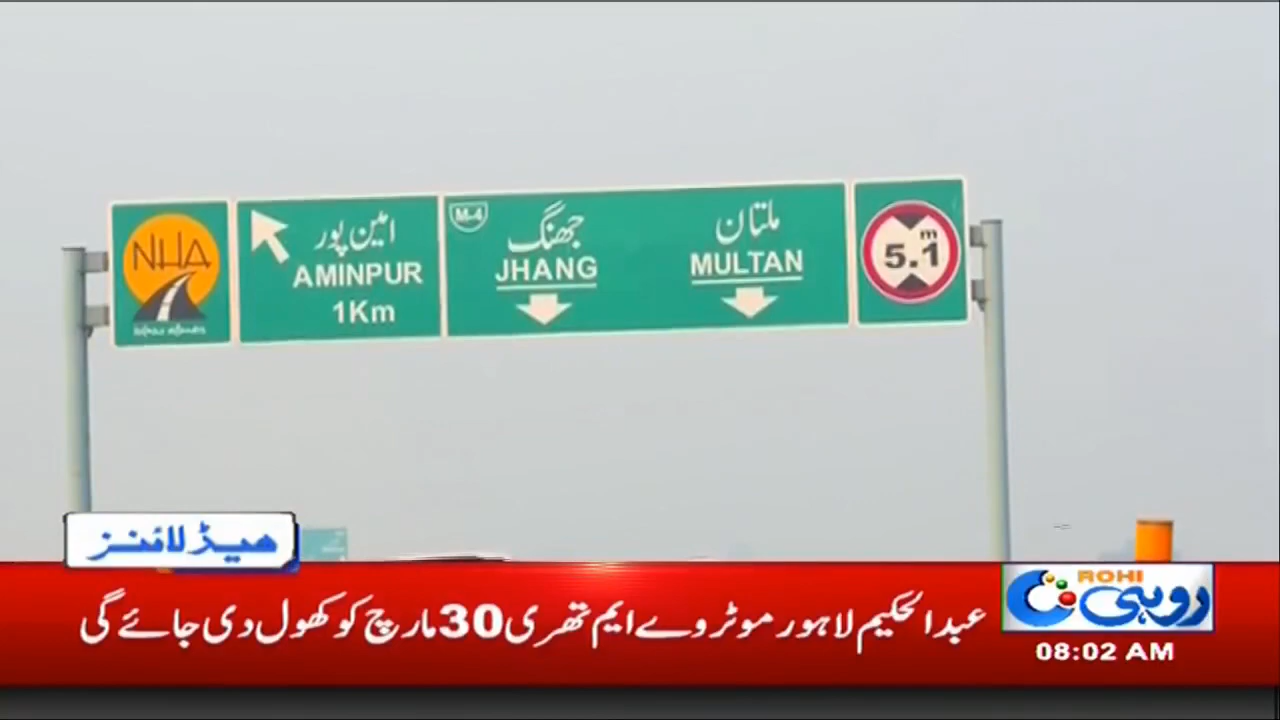 NHA
امین پور
AMINPUR
1Km
M-4
جھنگ
JHANG
ملتان
MULTAN
5.1 m
ہیڈ لائنز
عبدالحکیم لاہور موٹروے ایم تھری 30 مارچ کو کھول دی جائے گی
ROHI
روہی
08:02 AM